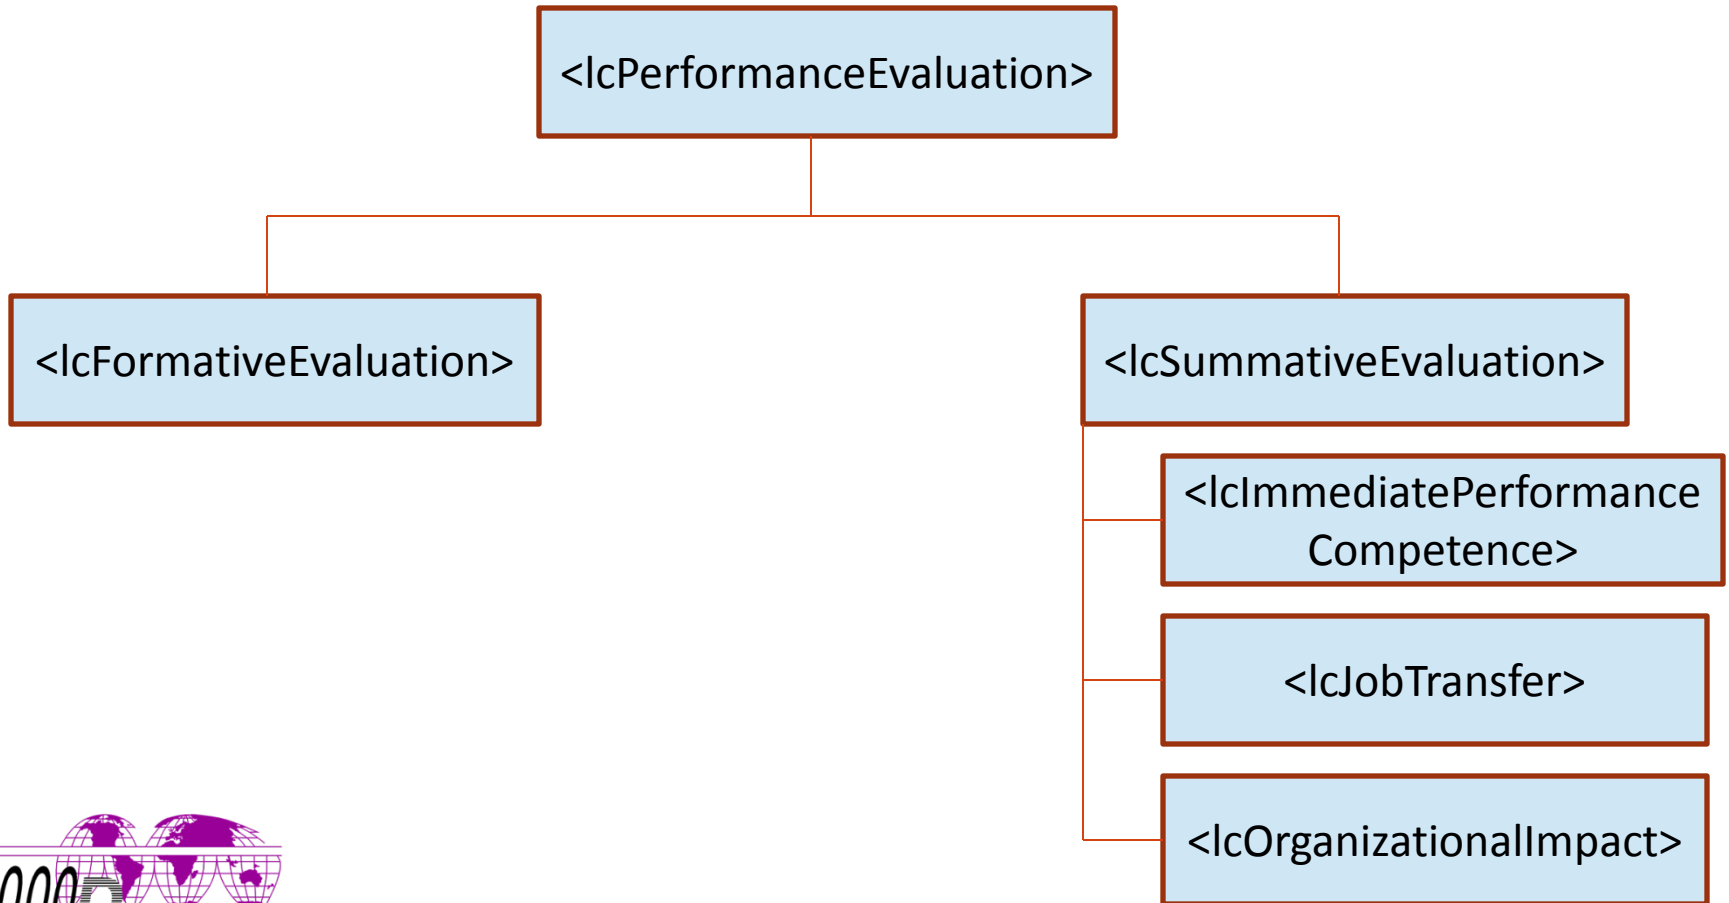 <lcPerformanceEvaluation>
<lcFormativeEvaluation>
<lcSummativeEvaluation>
<lcImmediatePerformance
Competence>
<lcJobTransfer>
<lcOrganizationalImpact>